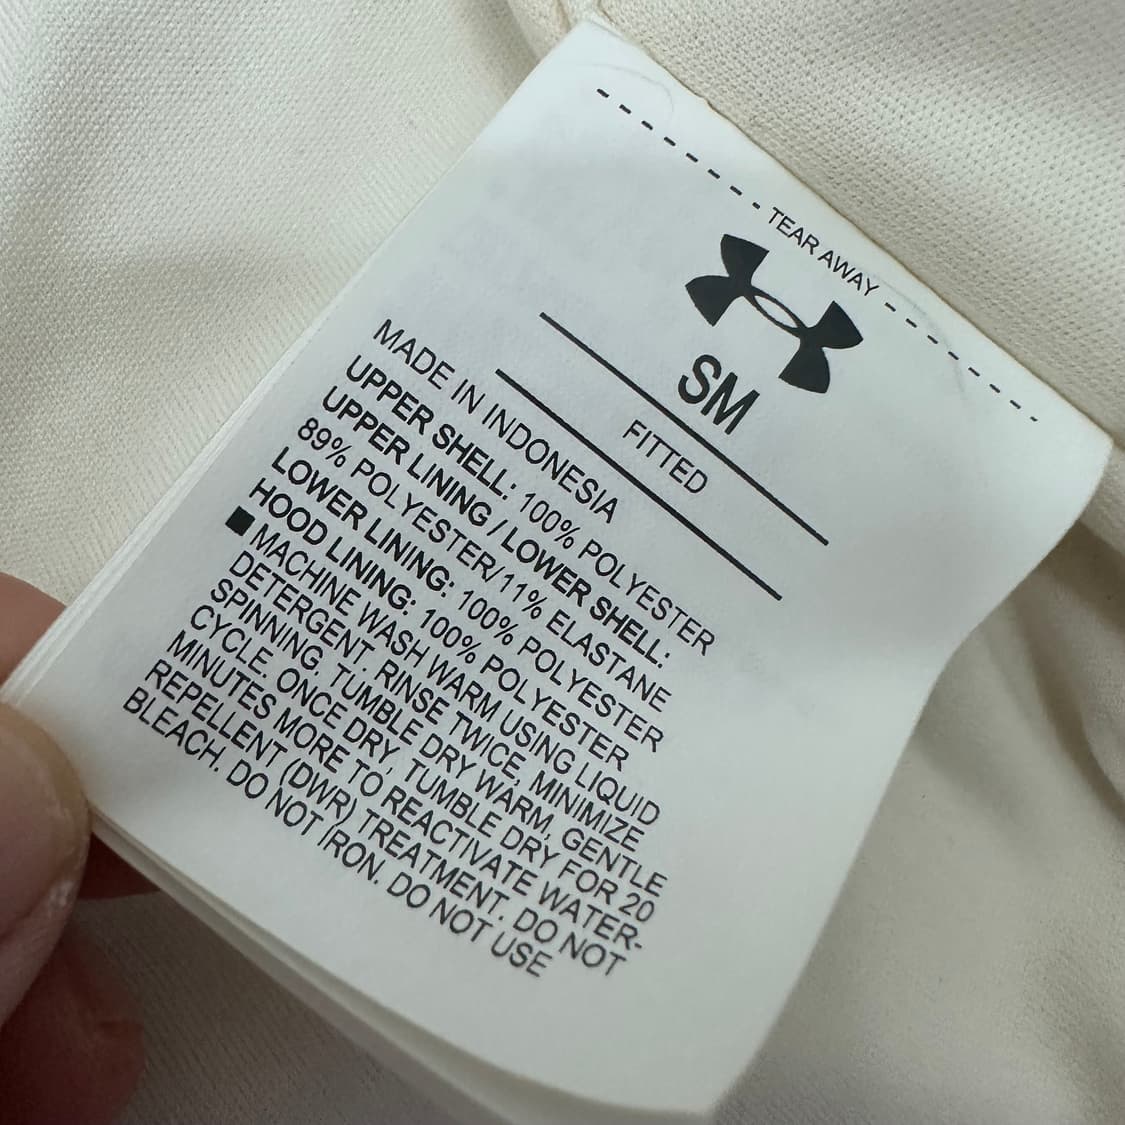 TEAR AWAY
SM
FITTED
MADE IN INDONESIA
UPPER SHELL: 100% POLYESTER
UPPER LINING / LOWER SHELL:
89% POLYESTER/11% ELASTANE
LOWER LINING: 100% POLYESTER
HOOD LINING: 100% POLYESTER
MACHINE WASH WARM USING LIQUID
DETERGENT, RINSE TWICE, MINIMIZE
SPINNING, TUMBLE DRY WARM, GENTLE
CYCLE. ONCE DRY, TUMBLE DRY FOR 20
MINUTES MORE TO REACTIVATE WATER-
REPELLENT (DWR) TREATMENT. DO NOT
BLEACH. DO NOT IRON. DO NOT USE